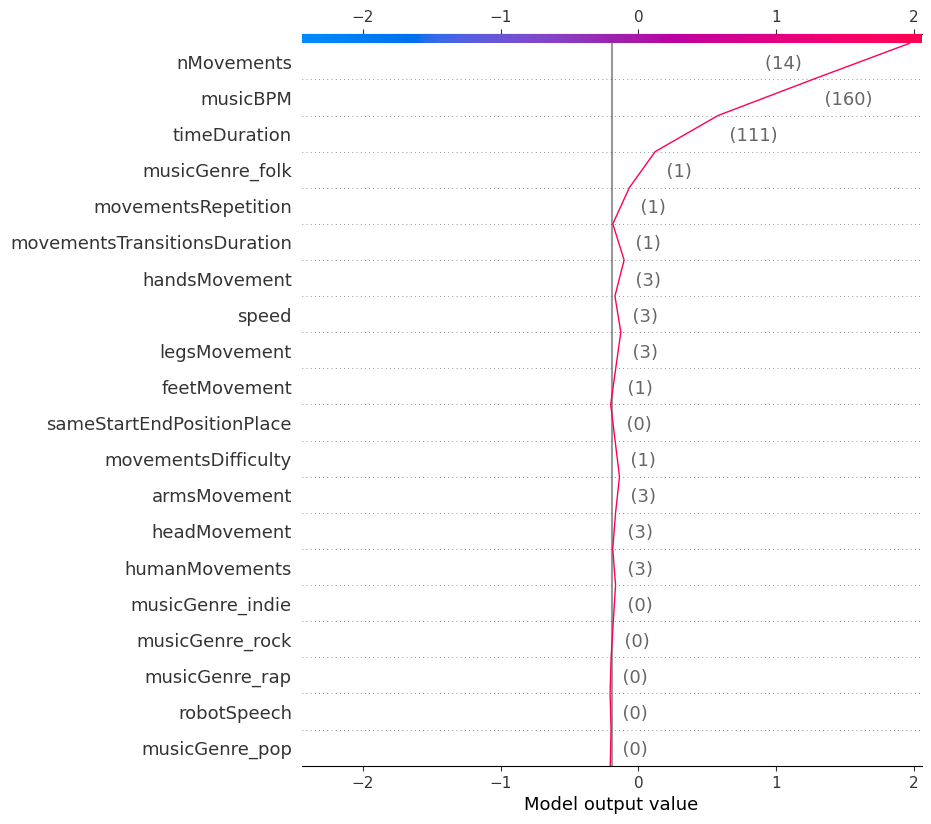 −2 −1 0 1 2
nMovements (14)
musicBPM (160)
timeDuration (111)
musicGenre_folk (1)
movementsRepetition (1)
movementsTransitionsDuration (1)
handsMovement (3)
speed (3)
legsMovement (3)
feetMovement (1)
sameStartEndPositionPlace (0)
movementsDifficulty (1)
armsMovement (3)
headMovement (3)
humanMovements (3)
musicGenre_indie (0)
musicGenre_rock (0)
musicGenre_rap (0)
robotSpeech (0)
musicGenre_pop (0)
−2 −1 0 1 2
Model output value